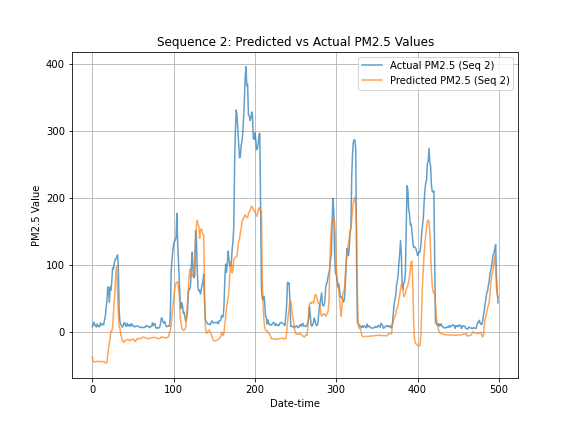 Sequence 2: Predicted vs Actual PM2.5 Values
Actual PM2.5 (Seq 2)
Predicted PM2.5 (Seq 2)
400
300
200
100
0
PM2.5 Value
0 100 200 300 400 500
Date-time